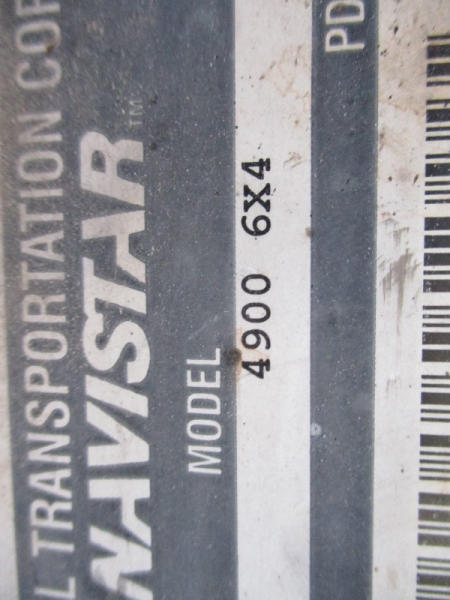 L TRANSPORTATION COR
NAVISTAR™
MODEL
4900 6X4
PD